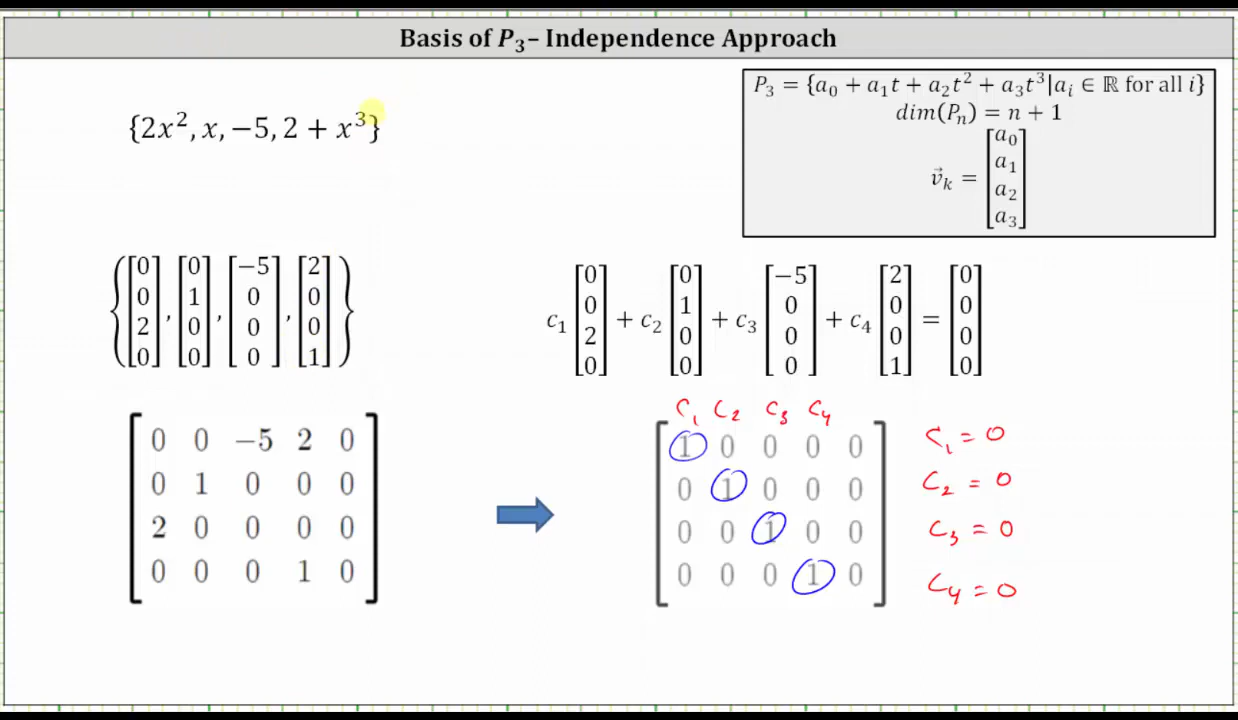 Basis of P₃ – Independence Approach
{2x², x, −5, 2 + x³}
P₃ = {a₀ + a₁t + a₂t² + a₃t³|aᵢ ∈ ℝ for all i}
dim(Pₙ) = n + 1
v⃗ₖ = [a₀ a₁ a₂ a₃]
{[0 0 2 0], [0 1 0 0], [−5 0 0 0], [2 0 0 1]}
c₁ [0 0 2 0] + c₂ [0 1 0 0] + c₃ [−5 0 0 0] + c₄ [2 0 0 1] = [0 0 0 0]
0 0 −5 2 0
0 1 0 0 0
2 0 0 0 0
0 0 0 1 0
c₁ c₂ c₃ c₄
1 0 0 0 0 c₁ = 0
0 1 0 0 0 c₂ = 0
0 0 1 0 0 c₃ = 0
0 0 0 1 0 c₄ = 0